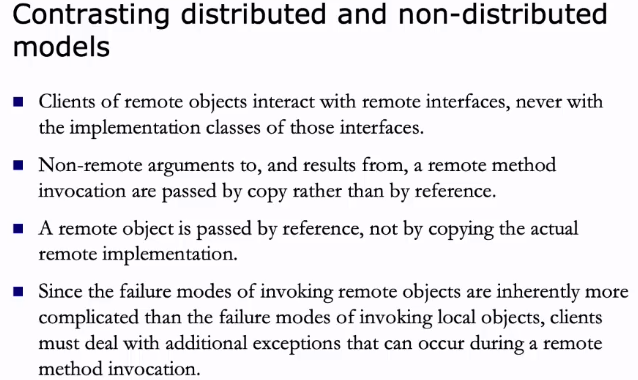 Contrasting distributed and non-distributed
models
Clients of remote objects interact with remote interfaces, never with
the implementation classes of those interfaces.
Non-remote arguments to, and results from, a remote method
invocation are passed by copy rather than by reference.
A remote object is passed by reference, not by copying the actual
remote implementation.
Since the failure modes of invoking remote objects are inherently more
complicated than the failure modes of invoking local objects, clients
must deal with additional exceptions that can occur during a remote
method invocation.